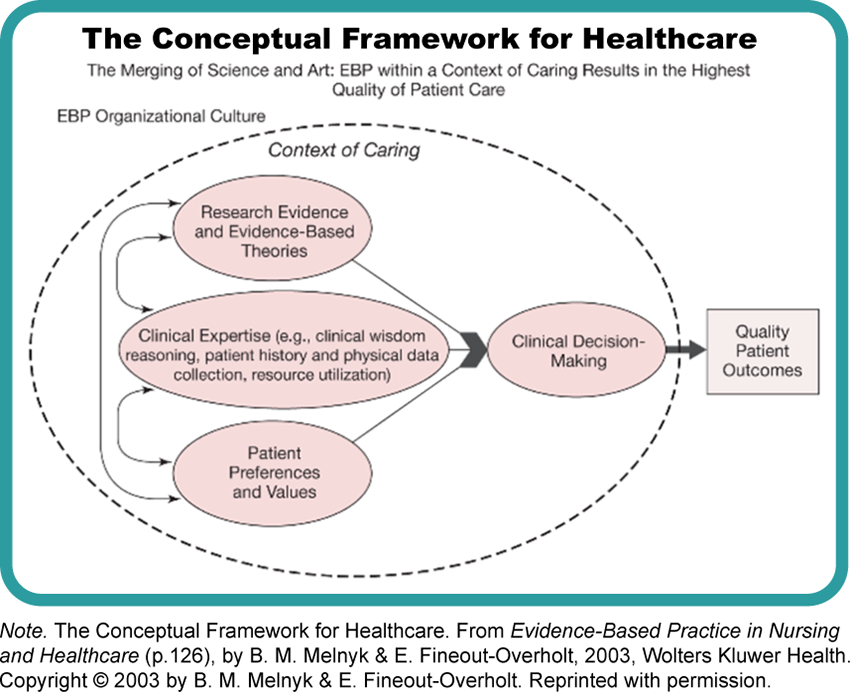 The Conceptual Framework for Healthcare
The Merging of Science and Art: EBP within a Context of Caring Results in the Highest
Quality of Patient Care
EBP Organizational Culture
Context of Caring
Research Evidence
and Evidence-Based
Theories
Clinical Expertise (e.g., clinical wisdom
reasoning, patient history and physical data
collection, resource utilization)
Patient
Preferences
and Values
Clinical Decision-
Making
Quality
Patient
Outcomes
Note. The Conceptual Framework for Healthcare. From Evidence-Based Practice in Nursing
and Healthcare (p.126), by B. M. Melnyk & E. Fineout-Overholt, 2003, Wolters Kluwer Health.
Copyright © 2003 by B. M. Melnyk & E. Fineout-Overholt. Reprinted with permission.